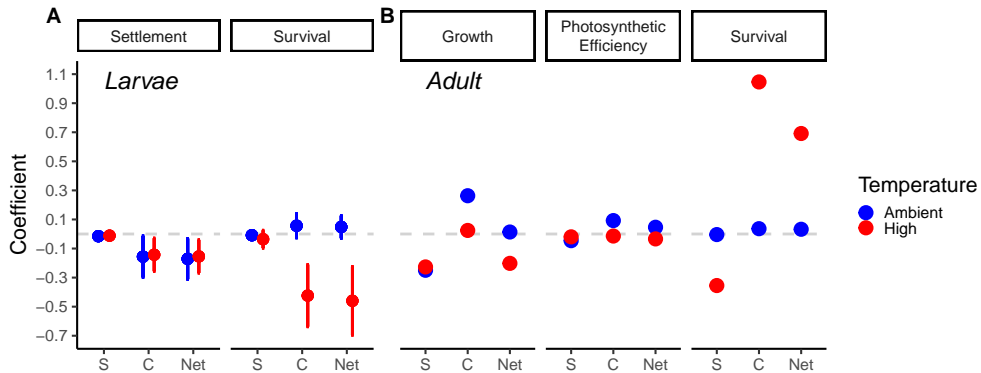 A
B
Settlement
Survival
Growth
Photosynthetic
Efficiency
Survival
Larvae
Adult
Coefficient
1.1
0.9
0.7
0.5
0.3
0.1
−0.1
−0.3
−0.5
−0.7
S C Net
S C Net
S C Net
S C Net
S C Net
Temperature
Ambient
High